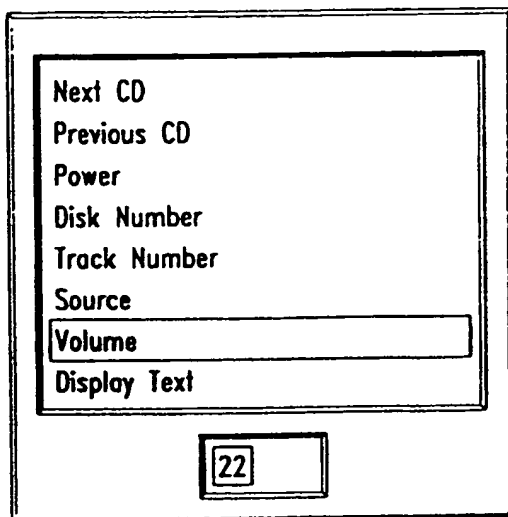 Next CD
Previous CD
Power
Disk Number
Track Number
Source
Volume
Display Text
22